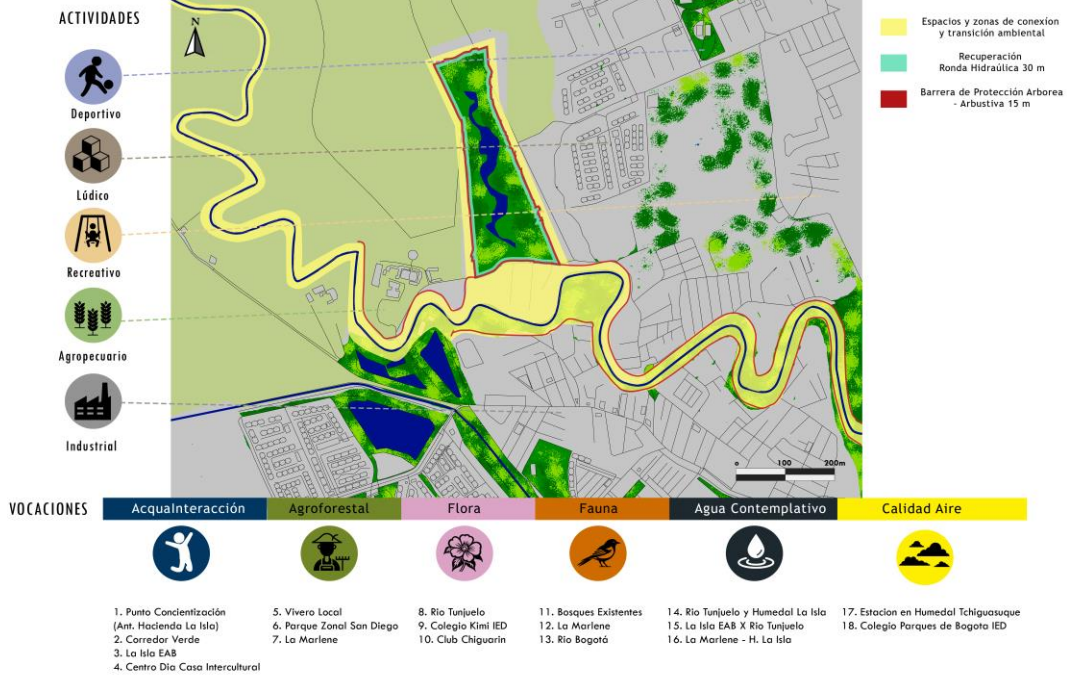 ACTIVIDADES
Deportivo
Lúdico
Recreativo
Agropecuario
Industrial
N
Espacios y zonas de conexíon
y transición ambiental
Recuperación
Ronda Hidraúlica 30 m
Barrera de Protección Arborea
- Arbustiva 15 m
0 100 200m
VOCACIONES
AcquaInteracción
Agroforestal
Flora
Fauna
Agua Contemplativo
Calidad Aire
1. Punto Concientización
(Ant. Hacienda La Isla)
2. Corredor Verde
3. La Isla EAB
4. Centro Dia Casa Intercultural
5. Vivero Local
6. Parque Zonal San Diego
7. La Marlene
8. Rio Tunjuelo
9. Colegio Kimi IED
10. Club Chiguarin
11. Bosques Existentes
12. La Marlene
13. Rio Bogotá
14. Rio Tunjuelo y Humedal La Isla
15. La Isla EAB X Rio Tunjuelo
16. La Marlene - H. La Isla
17. Estacion en Humedal Tchiguasuque
18. Colegio Parques de Bogota IED